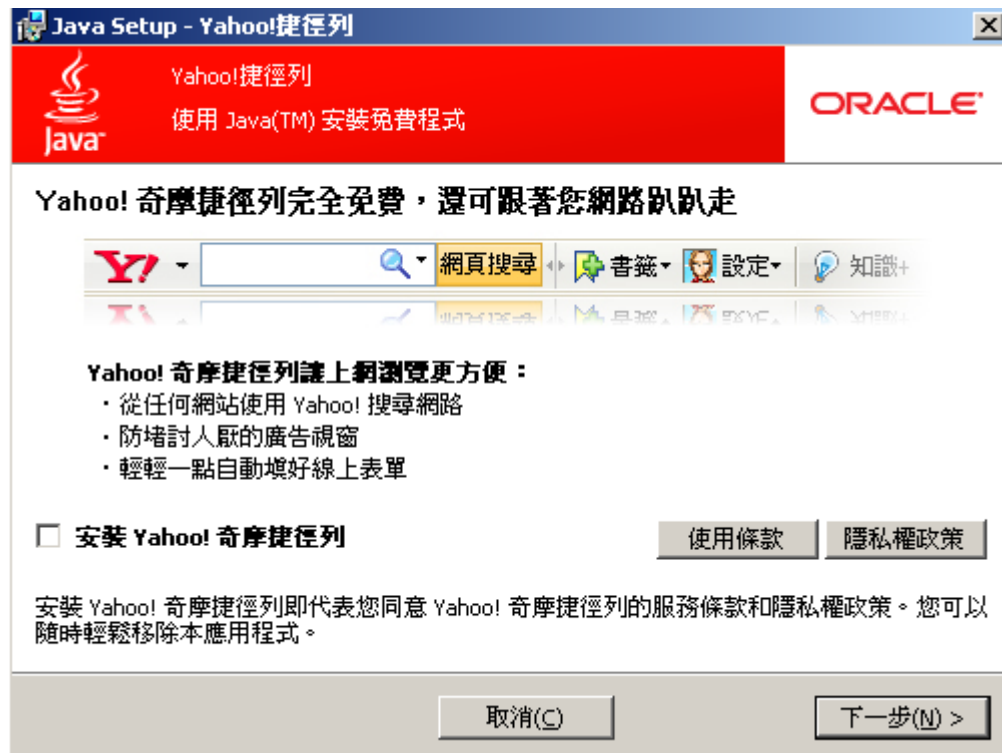 Java Setup - Yahoo!捷徑列
Java
Yahoo!捷徑列
使用 Java(TM) 安裝免費程式
ORACLE
Yahoo! 奇摩捷徑列完全免費，還可跟著您網路趴趴走
Y! 網頁搜尋 書籤 設定 知識+
Yahoo! 奇摩捷徑列讓上網瀏覽更方便：
・從任何網站使用 Yahoo! 搜尋網路
・防堵討人厭的廣告視窗
・輕輕一點自動填好線上表單
安裝 Yahoo! 奇摩捷徑列
使用條款 隱私權政策
安裝 Yahoo! 奇摩捷徑列即代表您同意 Yahoo! 奇摩捷徑列的服務條款和隱私權政策。您可以
隨時輕鬆移除本應用程式。
取消(C) 下一步(N) >